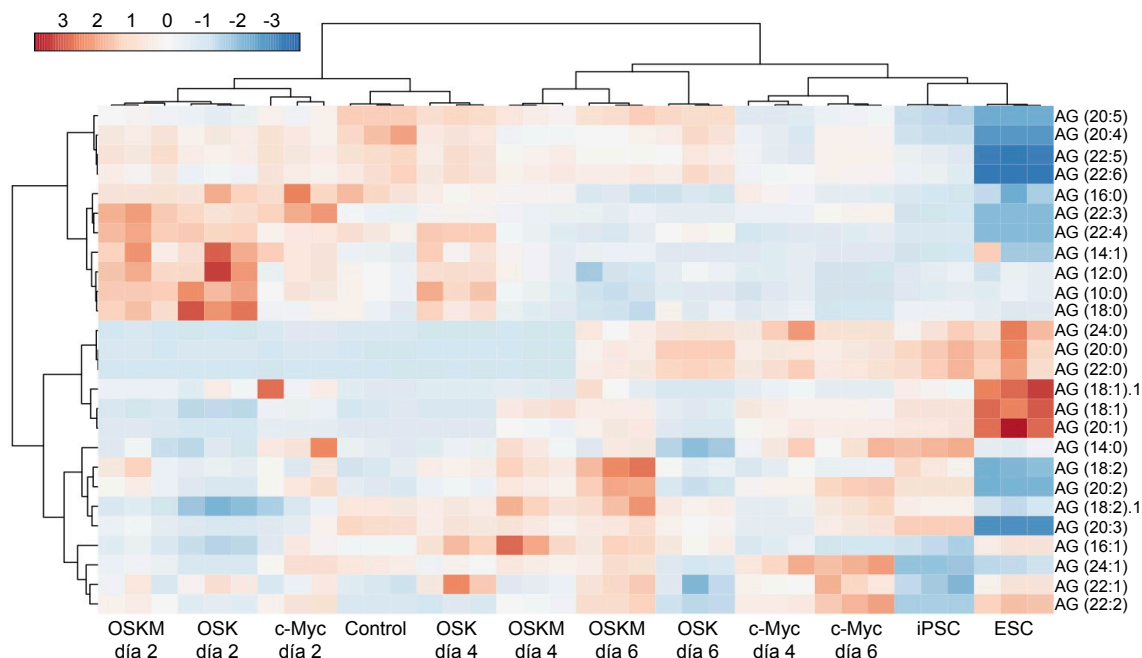 3 2 1 0 -1 -2 -3
AG (20:5)
AG (20:4)
AG (22:5)
AG (22:6)
AG (16:0)
AG (22:3)
AG (22:4)
AG (14:1)
AG (12:0)
AG (10:0)
AG (18:0)
AG (24:0)
AG (20:0)
AG (22:0)
AG (18:1).1
AG (18:1)
AG (20:1)
AG (14:0)
AG (18:2)
AG (20:2)
AG (18:2).1
AG (20:3)
AG (16:1)
AG (24:1)
AG (22:1)
AG (22:2)
OSKM OSK c-Myc Control OSK OSKM OSKM OSK c-Myc c-Myc iPSC ESC
día 2 día 2 día 2 día 4 día 4 día 6 día 6 día 4 día 6